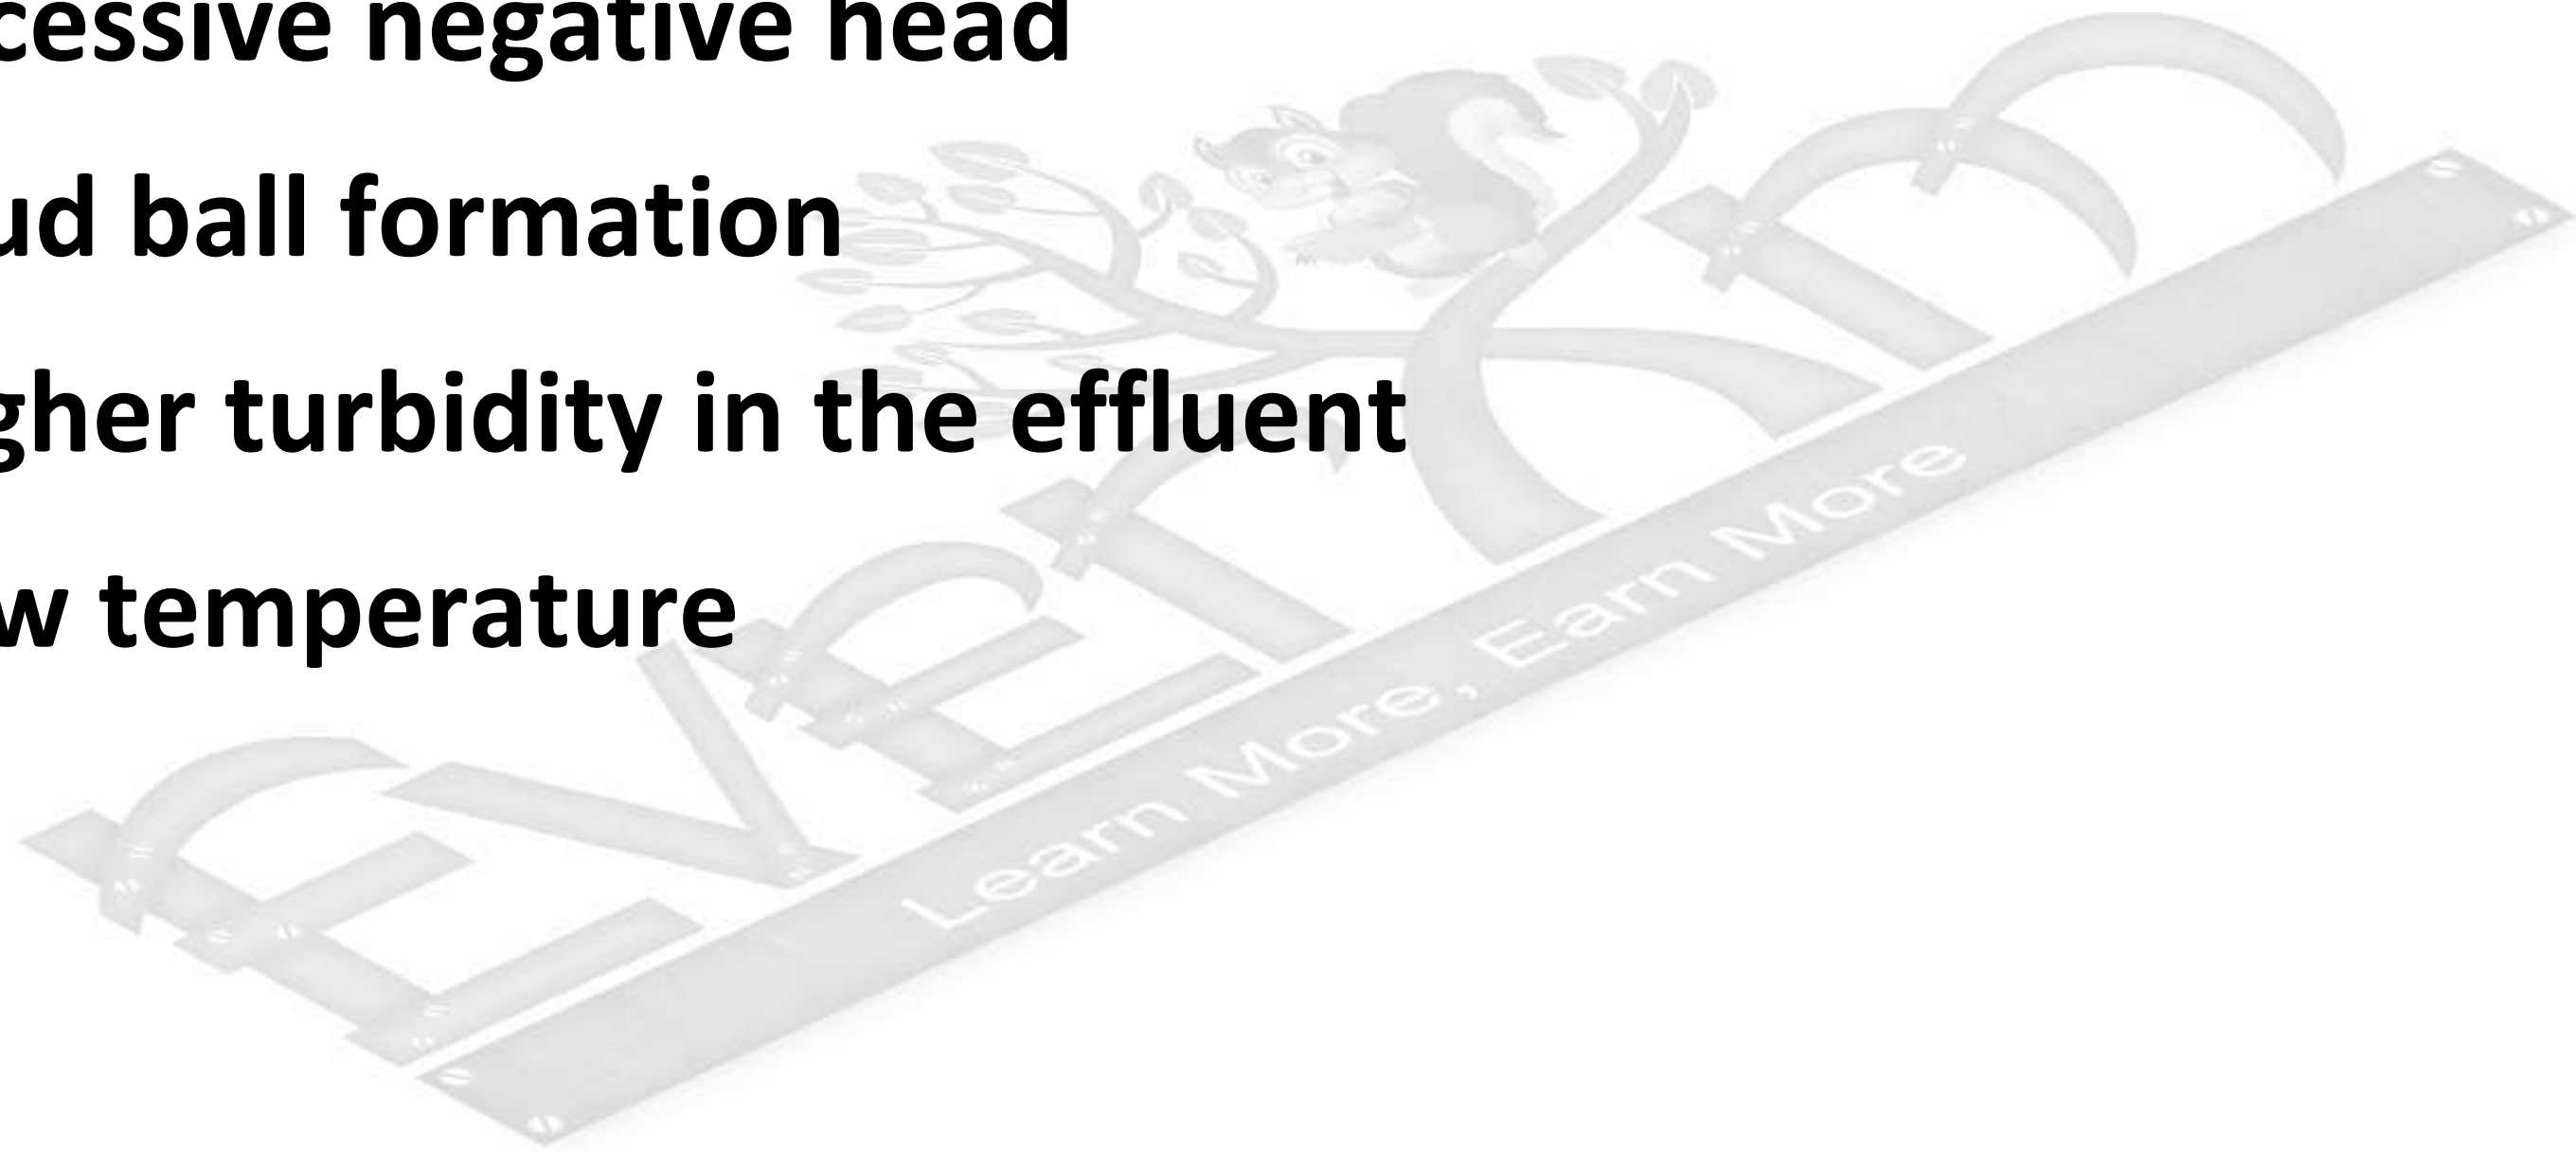 cessive negative head
ud ball formation
gher turbidity in the effluent
w temperature
Learn More, Earn More